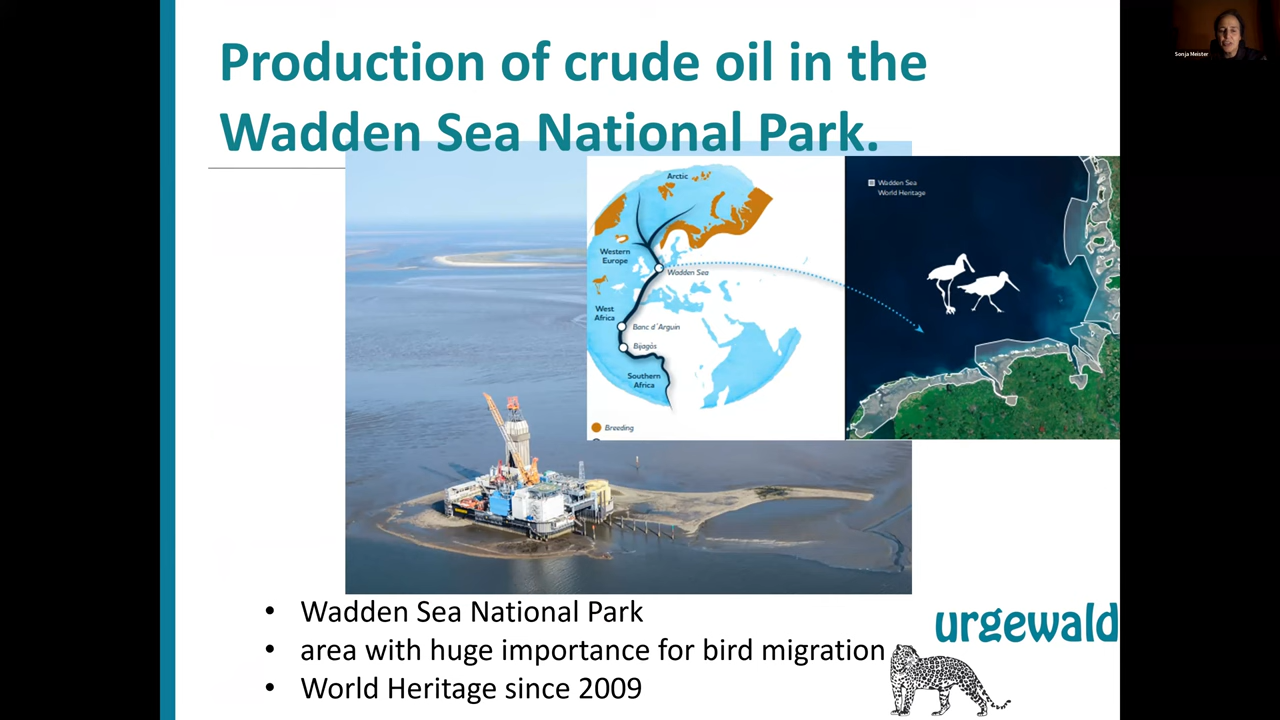 Production of crude oil in the
Wadden Sea National Park.
Sonja Meister
Arctic
Western
Europe
Wadden Sea
West
Africa
Banc d´Arguin
Bijagós
Southern
Africa
Breeding
Wadden Sea
World Heritage
• Wadden Sea National Park
• area with huge importance for bird migration
• World Heritage since 2009
urgewald